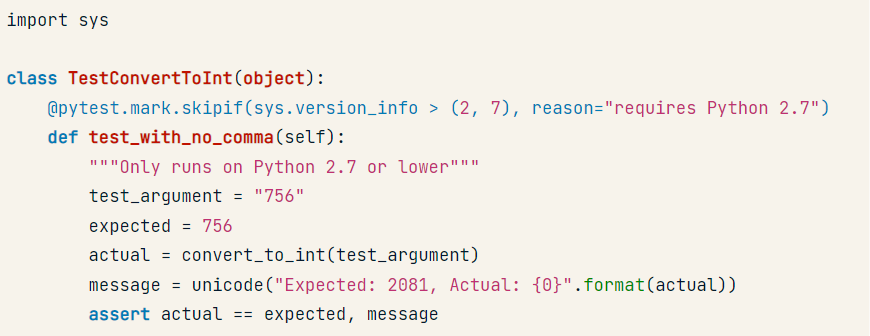 import sys

class TestConvertToInt(object):
    @pytest.mark.skipif(sys.version_info > (2, 7), reason="requires Python 2.7")
    def test_with_no_comma(self):
        """Only runs on Python 2.7 or lower"""
        test_argument = "756"
        expected = 756
        actual = convert_to_int(test_argument)
        message = unicode("Expected: 2081, Actual: {0}".format(actual))
        assert actual == expected, message